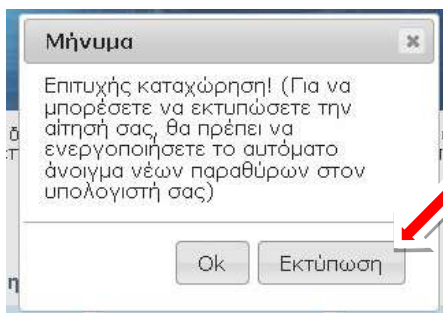 Μήνυμα
Επιτυχής καταχώρηση! (Για να
μπορέσετε να εκτυπώσετε την
αίτησή σας, θα πρέπει να
ενεργοποιήσετε το αυτόματο
άνοιγμα νέων παραθύρων στον
υπολογιστή σας)
Ok Εκτύπωση